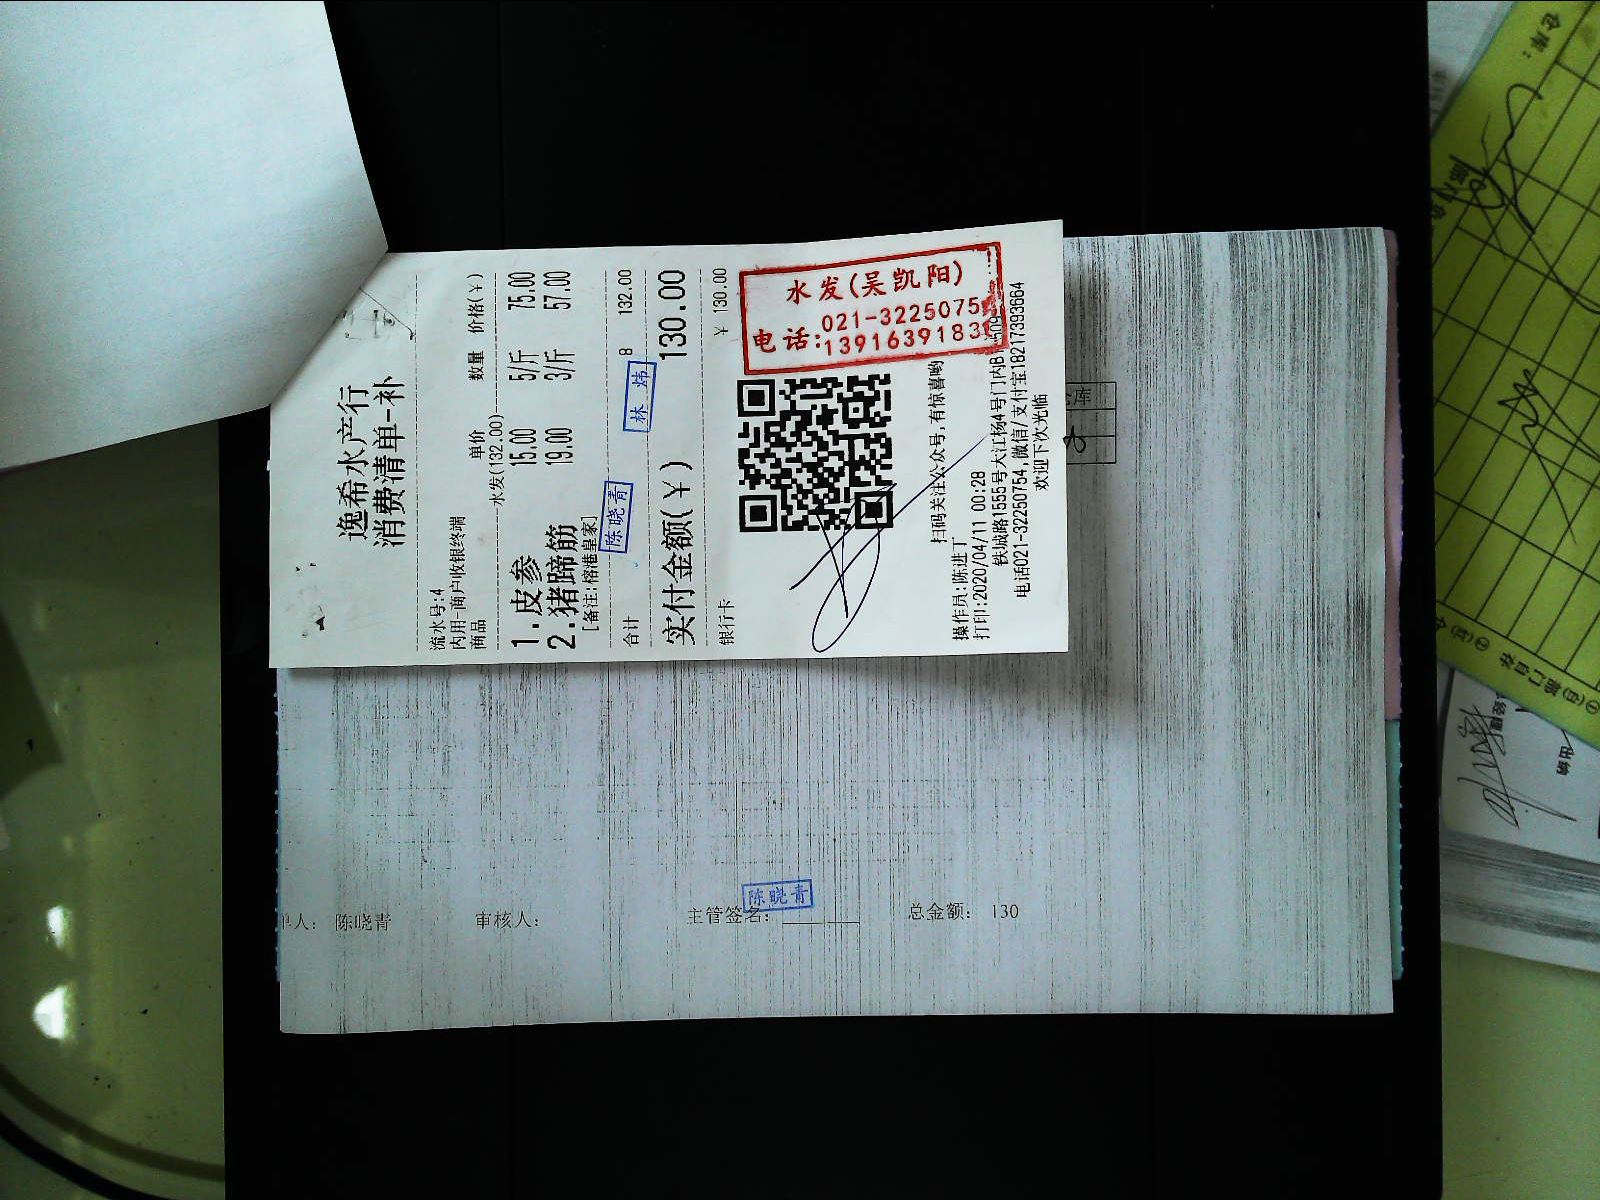 逸希水产行
消费清单-补
流水号:4
内用-商户收银终端
商品 单价 数量 价格(¥)
水发(132.00)
1.皮参 15.00 5/斤 75.00
2.猪蹄筋 19.00 3/斤 57.00
[备注:榕港皇家]
陈晓青
林炜
合计 8 132.00
实付金额(¥) 130.00
银行卡 ¥ 130.00
水发(吴凯阳)
电话:021-3225075
1391639183
扫码关注公众号,有惊喜哟
操作员:陈进丁
打印:2020/04/11 00:28
铁城路1555号大江杨4号门内B
电话021-32250754,微信/支付宝18217393664
欢迎下次光临
单人: 陈晓青 审核人: 主管签名: 总金额: 130
陈晓青
仓库: